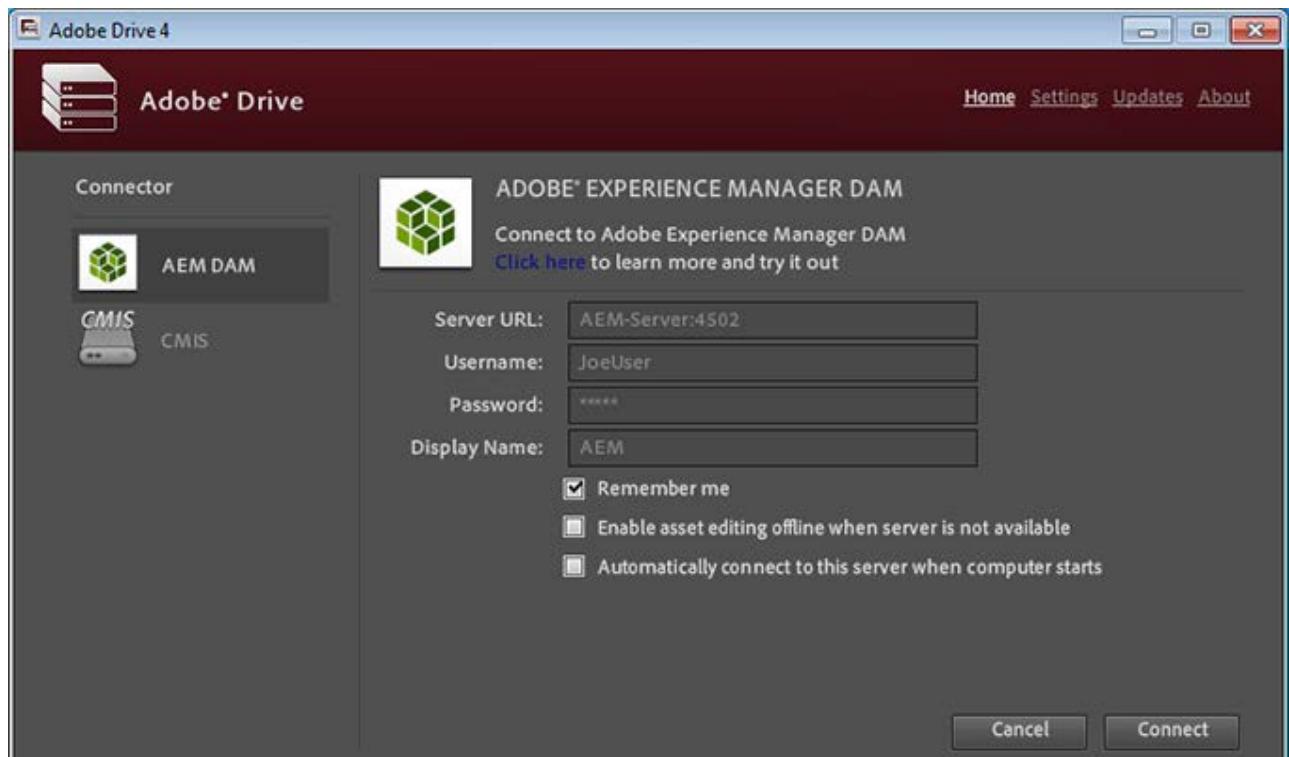 Adobe Drive 4
Adobe® Drive
Home Settings Updates About
Connector
AEM DAM
CMIS
CMIS
ADOBE® EXPERIENCE MANAGER DAM
Connect to Adobe Experience Manager DAM
Click here to learn more and try it out
Server URL: AEM-Server:4502
Username: JoeUser
Password: *****
Display Name: AEM
Remember me
Enable asset editing offline when server is not available
Automatically connect to this server when computer starts
Cancel Connect